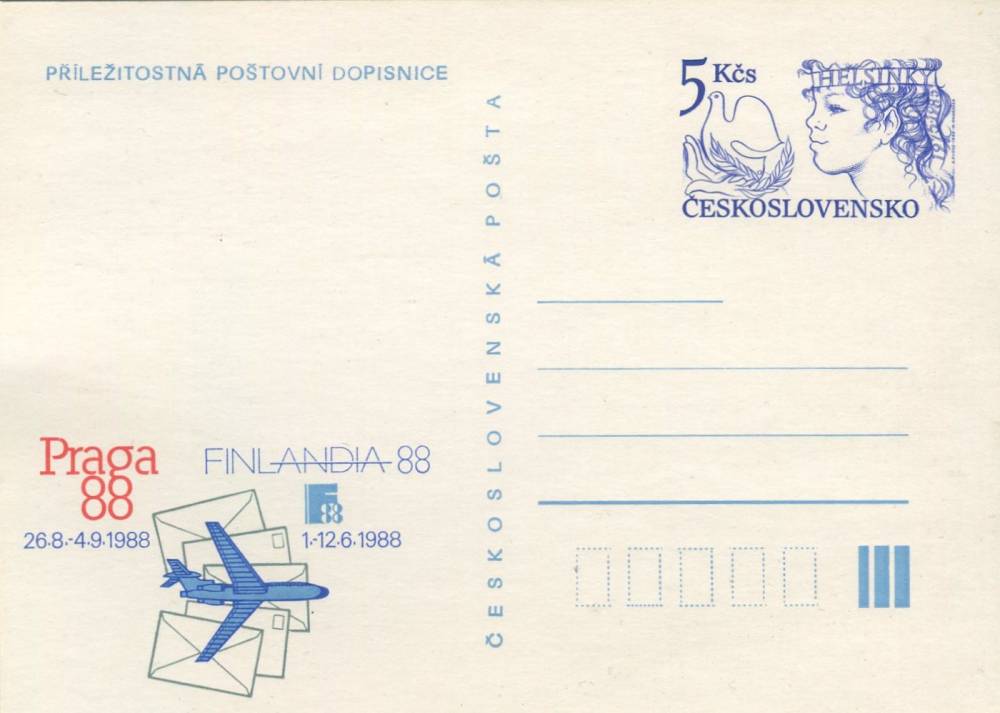 PŘÍLEŽITOSTNÁ POŠTOVNÍ DOPISNICE
5 Kčs
HELSINKY
ČESKOSLOVENSKO
ČESKOSLOVENSKÁ POŠTA
Praga
88
26.8.-4.9.1988
FINLANDIA 88
F
88
1.-12.6.1988